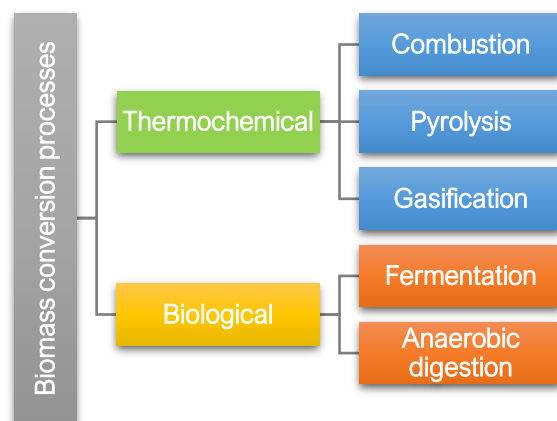 Biomass conversion processes
Thermochemical
Combustion
Pyrolysis
Gasification
Biological
Fermentation
Anaerobic
digestion